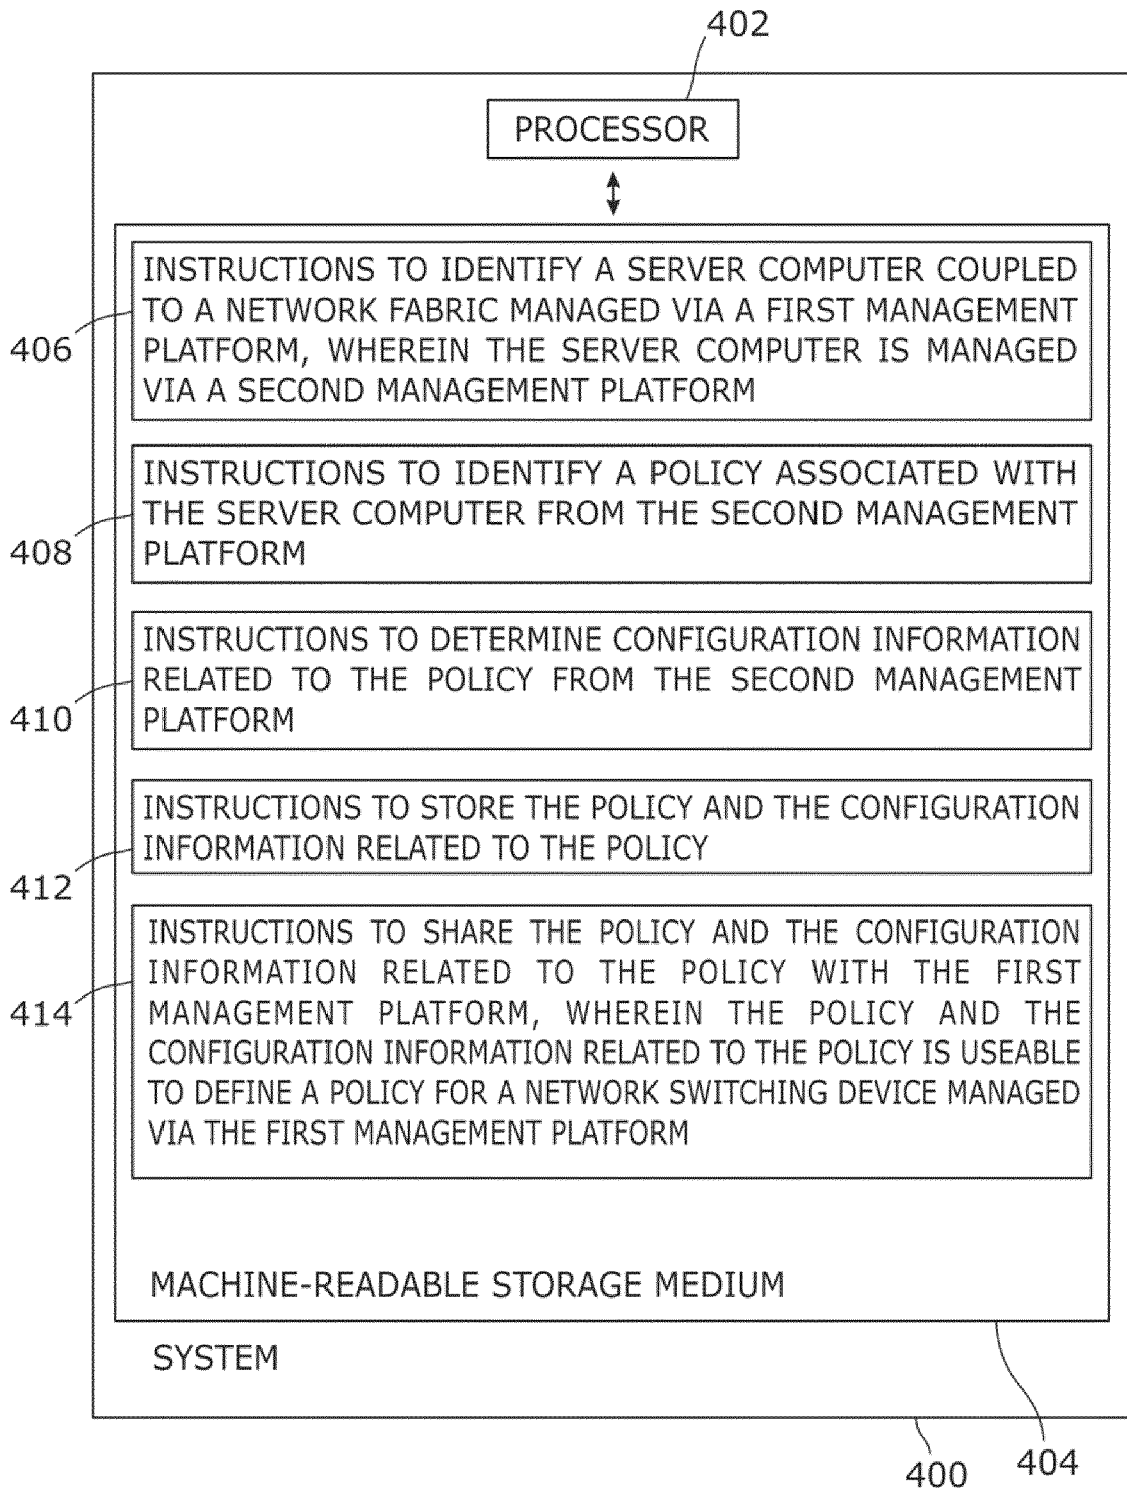 402
PROCESSOR
INSTRUCTIONS TO IDENTIFY A SERVER COMPUTER COUPLED
TO A NETWORK FABRIC MANAGED VIA A FIRST MANAGEMENT
PLATFORM, WHEREIN THE SERVER COMPUTER IS MANAGED
VIA A SECOND MANAGEMENT PLATFORM
406
INSTRUCTIONS TO IDENTIFY A POLICY ASSOCIATED WITH
THE SERVER COMPUTER FROM THE SECOND MANAGEMENT
PLATFORM
408
INSTRUCTIONS TO DETERMINE CONFIGURATION INFORMATION
RELATED TO THE POLICY FROM THE SECOND MANAGEMENT
PLATFORM
410
INSTRUCTIONS TO STORE THE POLICY AND THE CONFIGURATION
INFORMATION RELATED TO THE POLICY
412
INSTRUCTIONS TO SHARE THE POLICY AND THE CONFIGURATION
INFORMATION RELATED TO THE POLICY WITH THE FIRST
MANAGEMENT PLATFORM, WHEREIN THE POLICY AND THE
CONFIGURATION INFORMATION RELATED TO THE POLICY IS USEABLE
TO DEFINE A POLICY FOR A NETWORK SWITCHING DEVICE MANAGED
VIA THE FIRST MANAGEMENT PLATFORM
414
MACHINE-READABLE STORAGE MEDIUM
SYSTEM
404
400